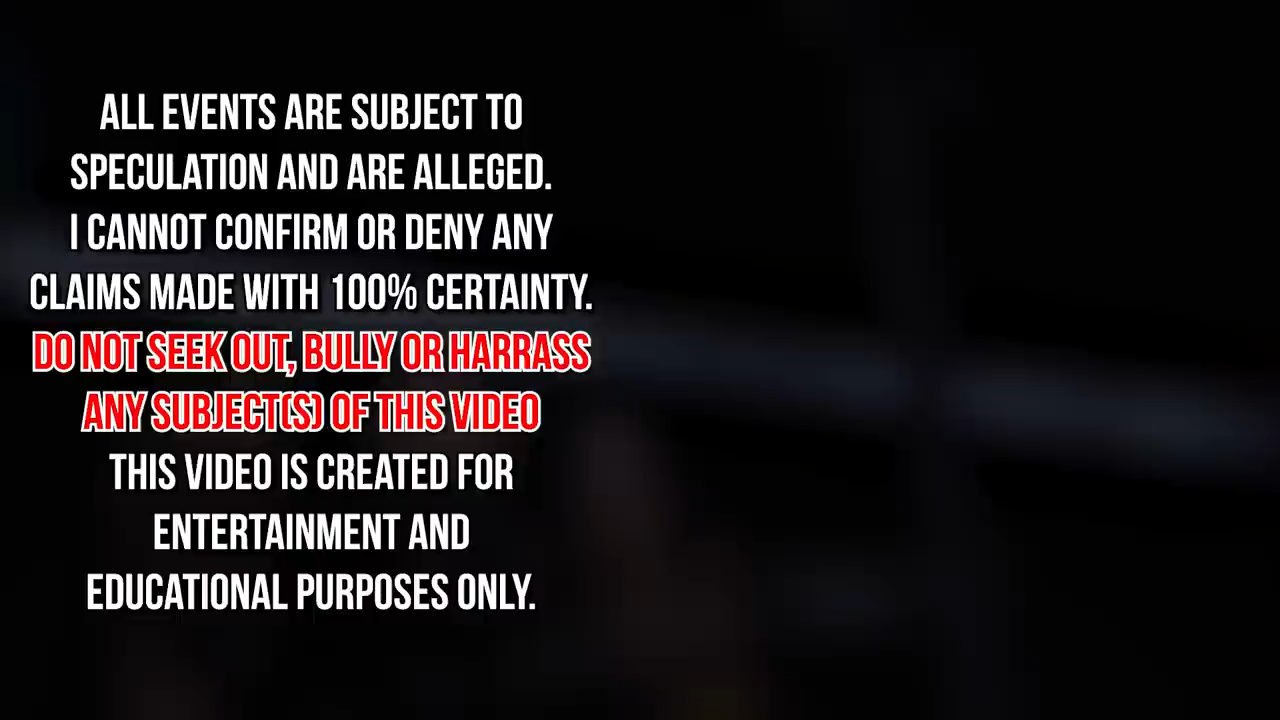 ALL EVENTS ARE SUBJECT TO
SPECULATION AND ARE ALLEGED.
I CANNOT CONFIRM OR DENY ANY
CLAIMS MADE WITH 100% CERTAINTY.
DO NOT SEEK OUT, BULLY OR HARRASS
ANY SUBJECT(S) OF THIS VIDEO
THIS VIDEO IS CREATED FOR
ENTERTAINMENT AND
EDUCATIONAL PURPOSES ONLY.